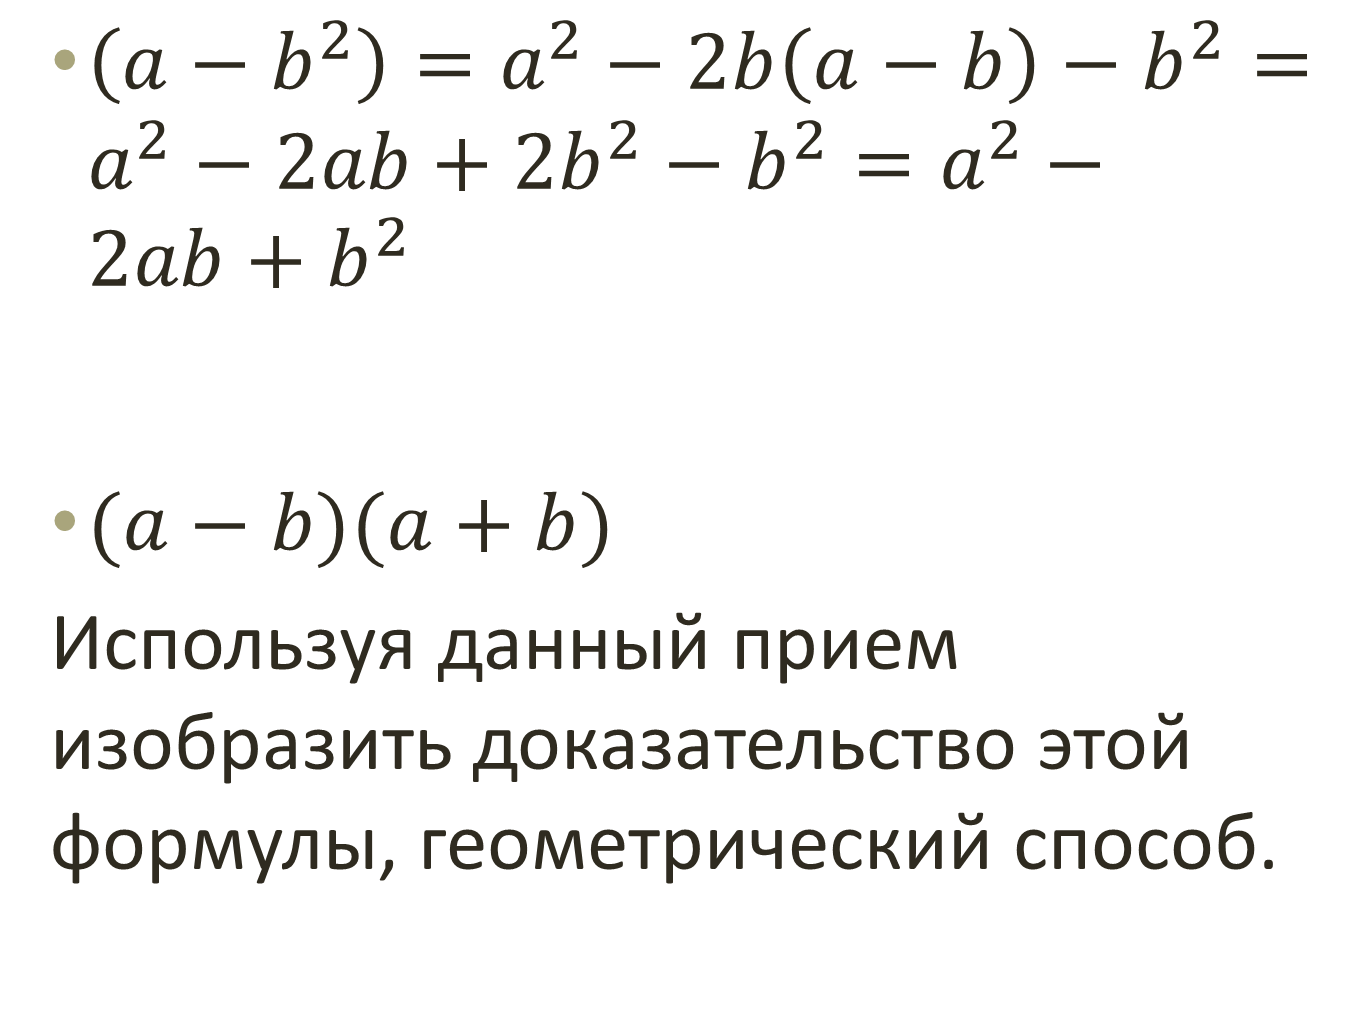 • (a − b²) = a² − 2b(a − b) − b² =
a² − 2ab + 2b² − b² = a² −
2ab + b²
• (a − b)(a + b)
Используя данный прием
изобразить доказательство этой
формулы, геометрический способ.